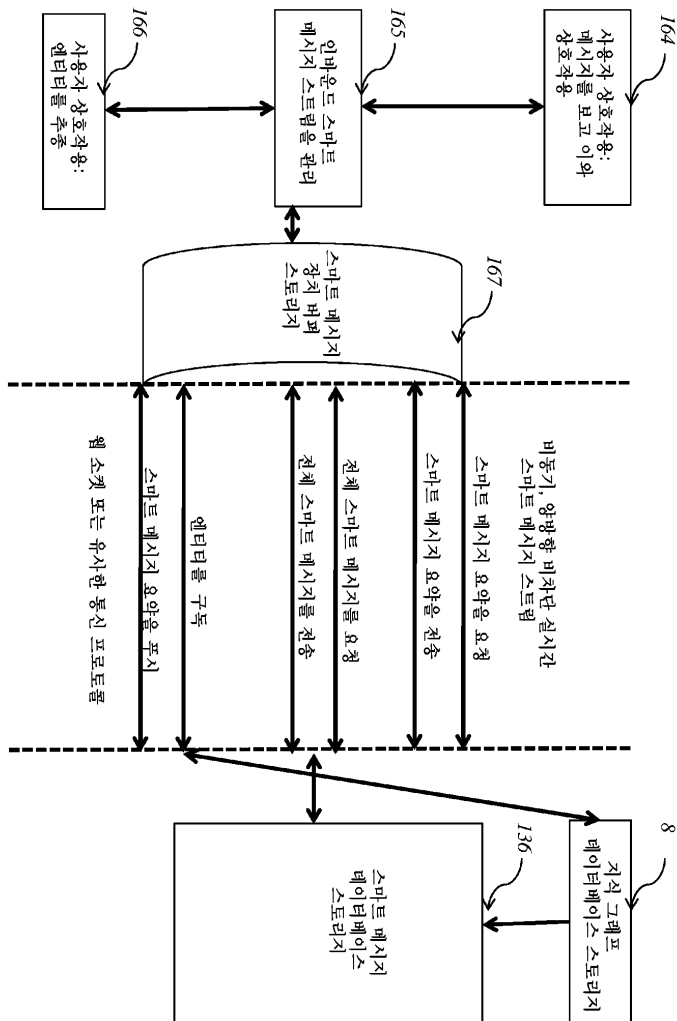 164
사용자 상호작용:
메시지를 보고 이와
상호작용
165
인바운드 스마트
메시지 스트림을 관리
166
사용자 상호작용:
엔티티를 추종
167
스마트 메시지
장치 버퍼
스토리지
비동기, 양방향 비차단 실시간
스마트 메시지 스트림
스마트 메시지 요약을 요청
스마트 메시지 요약을 전송
전체 스마트 메시지를 요청
전체 스마트 메시지를 전송
엔티티를 구독
스마트 메시지 요약을 푸시
웹 소켓 또는 유사한 통신 프로토콜
8
지식 그래프
데이터베이스 스토리지
136
스마트 메시지
데이터베이스
스토리지